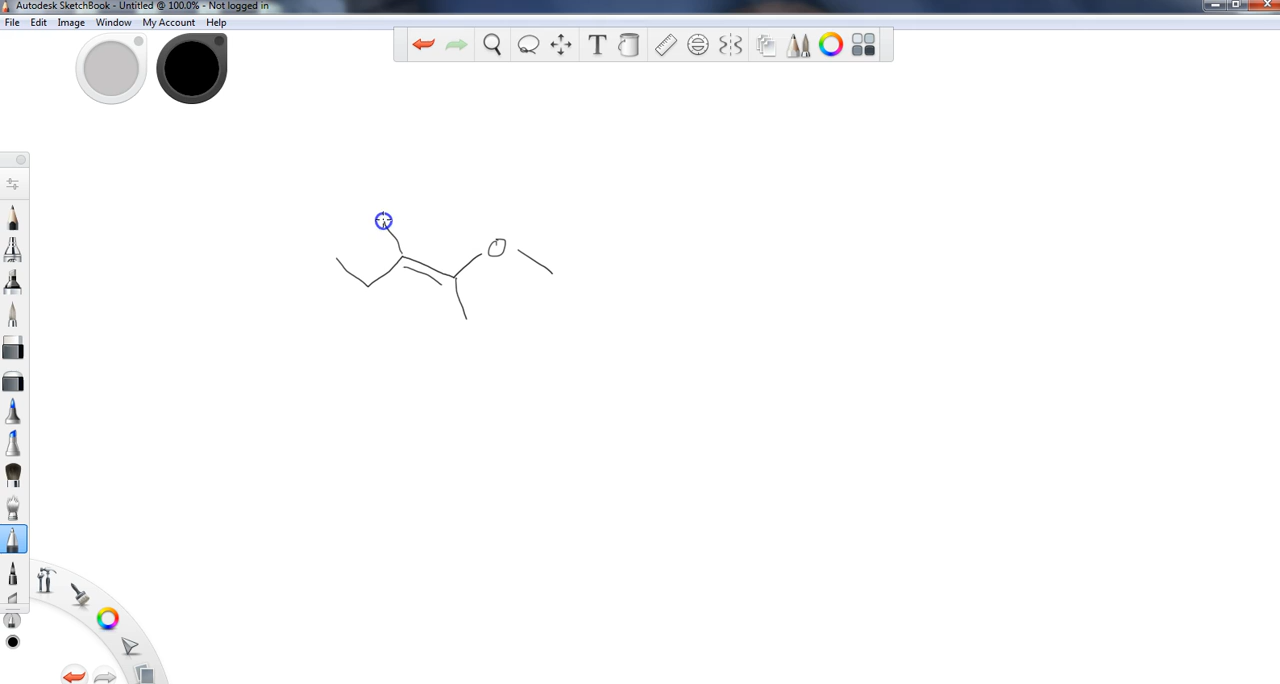 Autodesk SketchBook - Untitled @ 100.0% - Not logged in
File Edit Image Window My Account Help
T
O